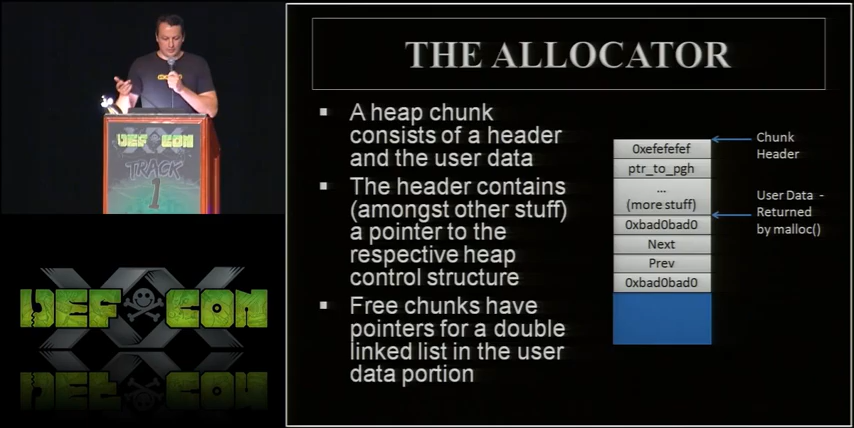 DEF CON
TRACK
1
DEF CON
THE ALLOCATOR
▪ A heap chunk
consists of a header
and the user data
▪ The header contains
(amongst other stuff)
a pointer to the
respective heap
control structure
▪ Free chunks have
pointers for a double
linked list in the user
data portion
0xefefefef
ptr_to_pgh
...
(more stuff)
0xbad0bad0
Next
Prev
0xbad0bad0
Chunk
Header
User Data -
Returned
by malloc()